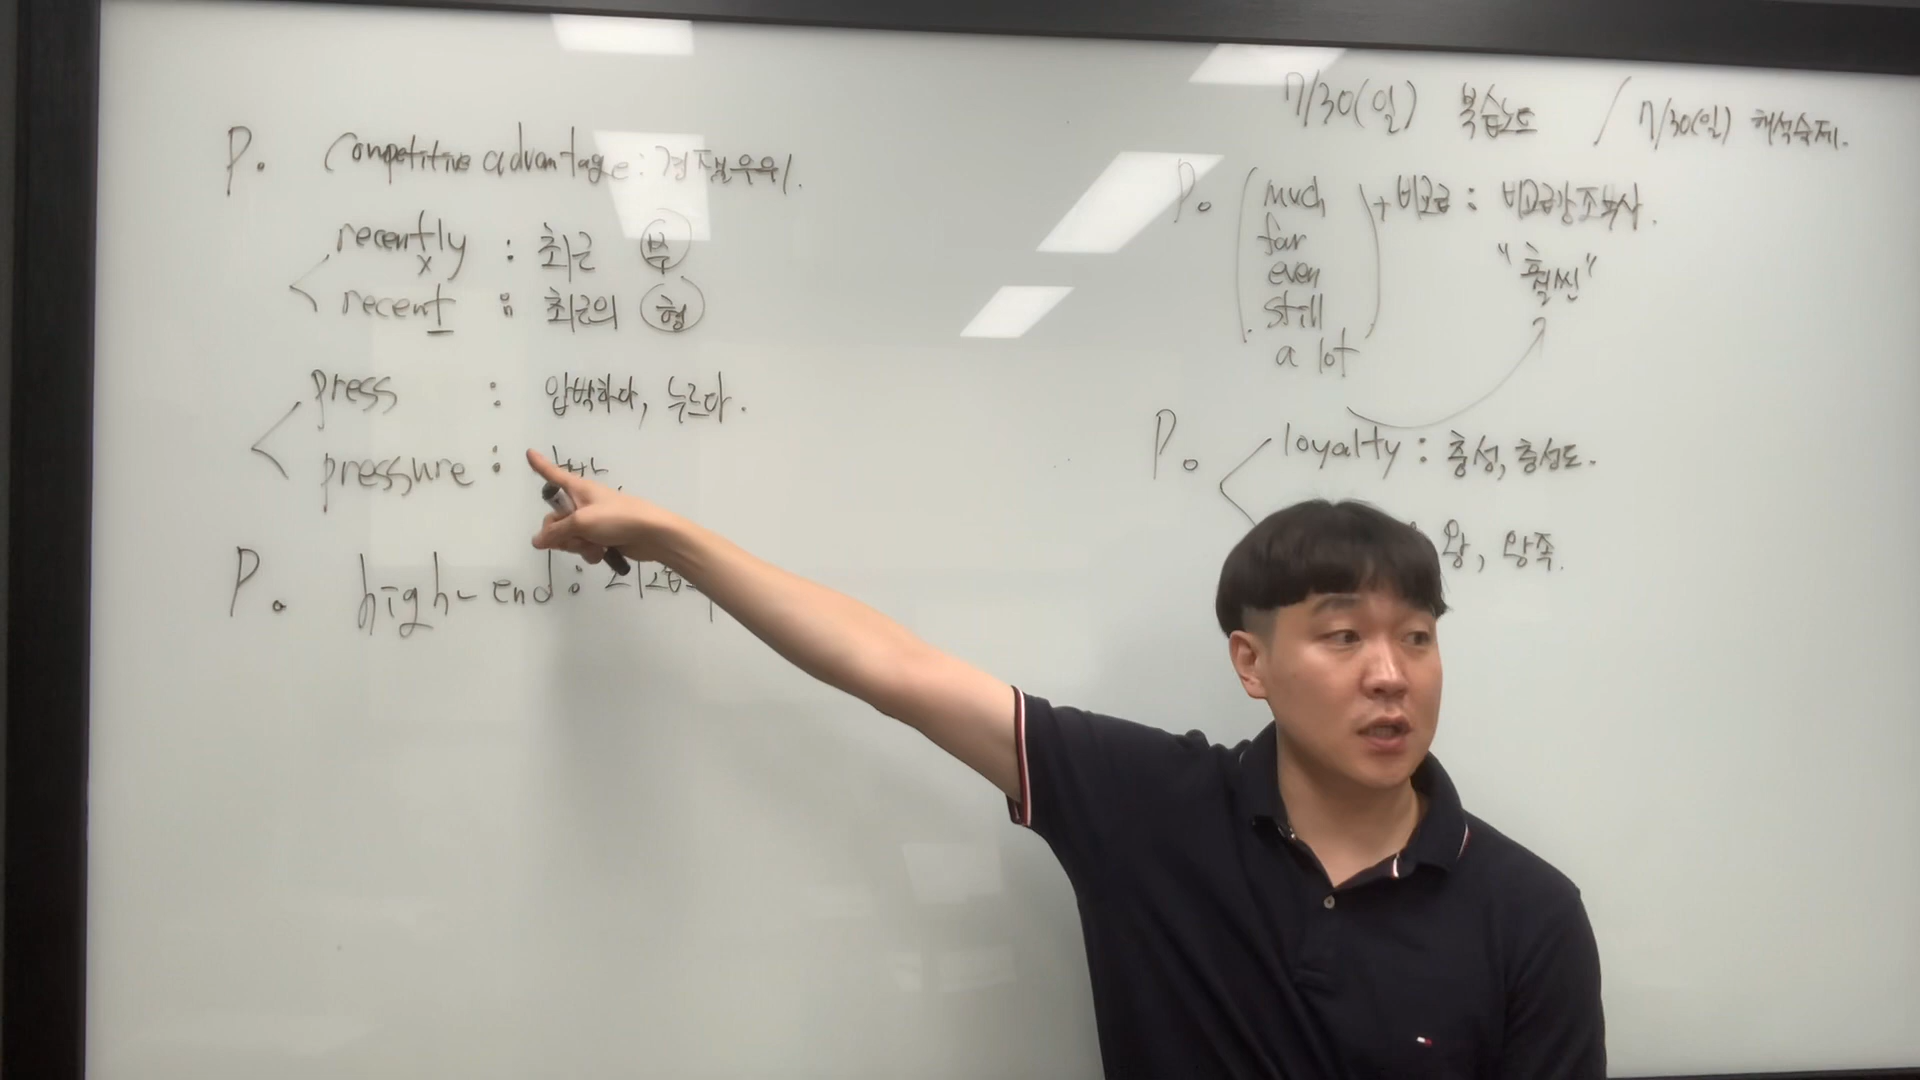 P. Competitive advantage : 경쟁우위.
recently : 최근 부
x
recent : 최근의 형
press : 압박하다, 누르다.
pressure :
P. high-end :
7/30(일) 복습노트 / 7/30(일) 해석숙제.
P. ( much ) + 비교급 : 비교급강조부사.
far
even
still
a lot
"훨씬"
P. loyalty : 충성, 충성도.
왕, 왕족.